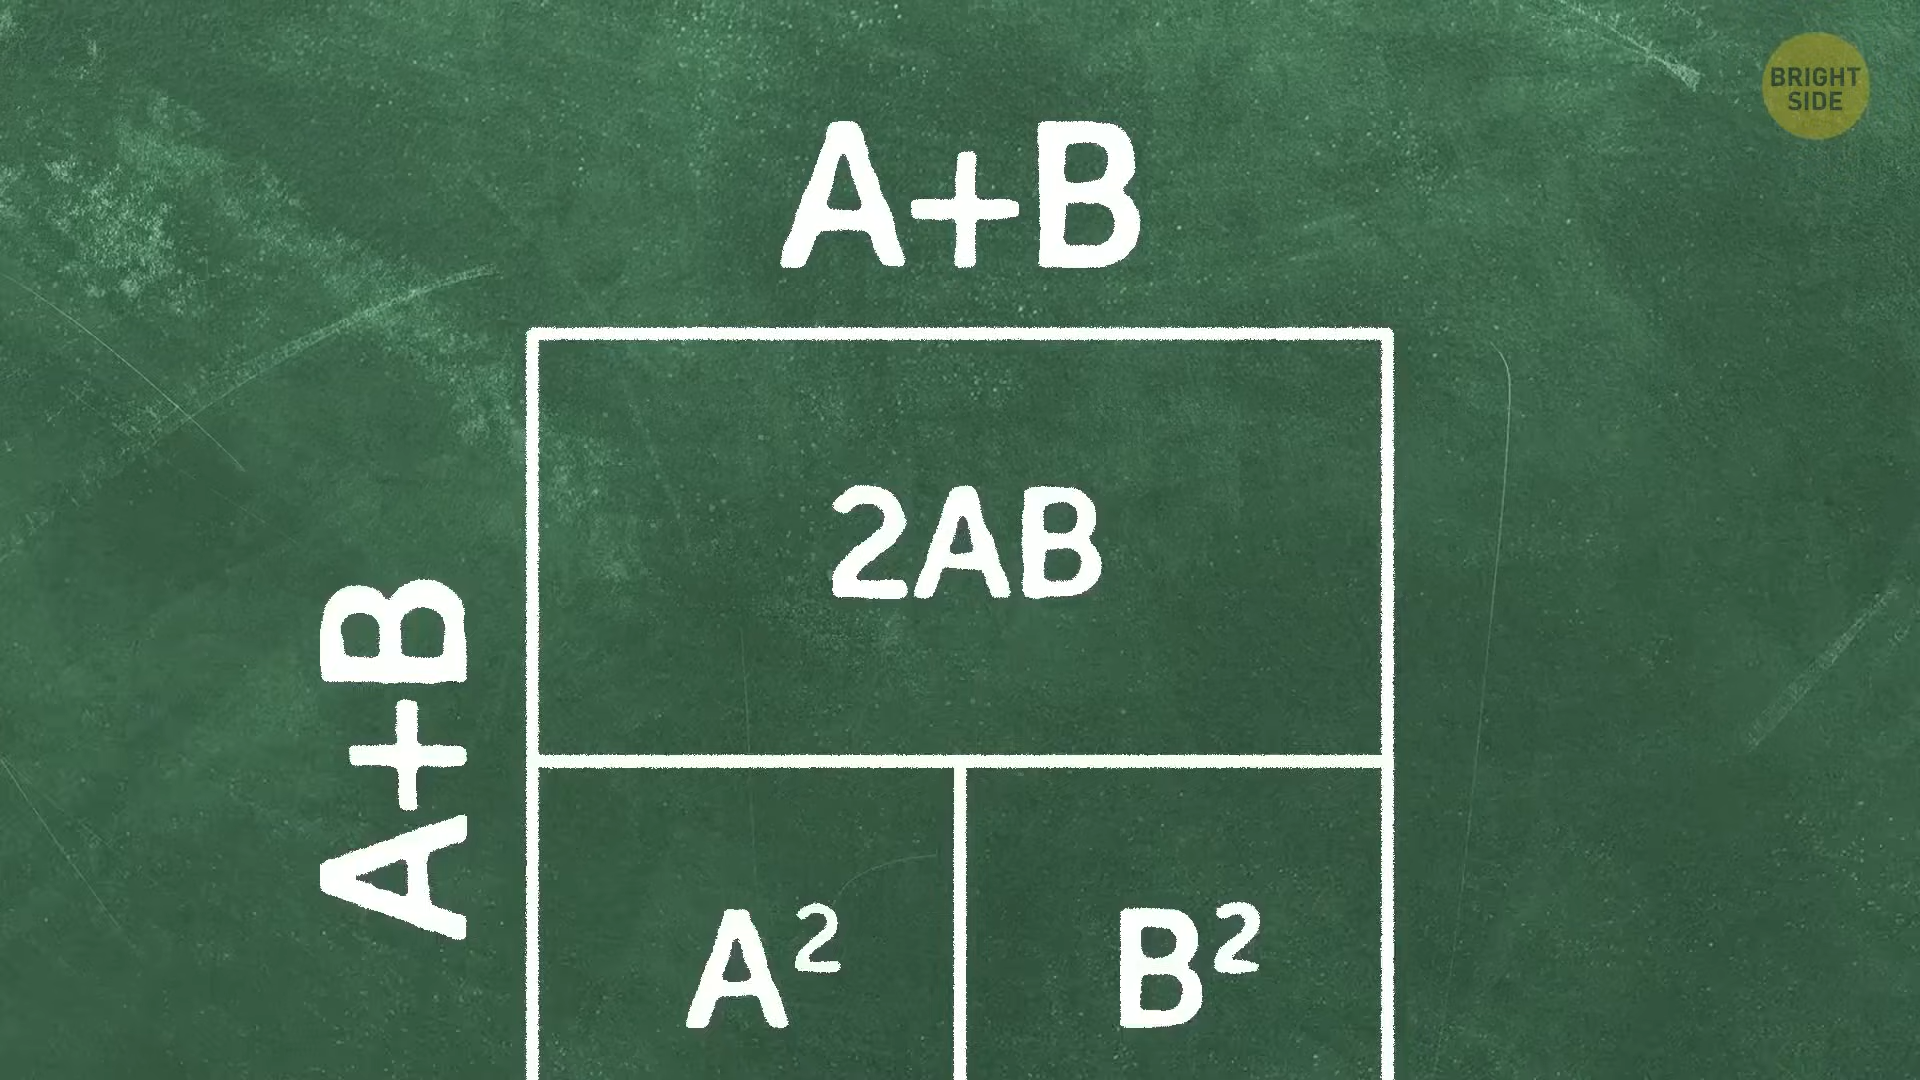 BRIGHT
SIDE
A+B
2AB
A+B
A² B²